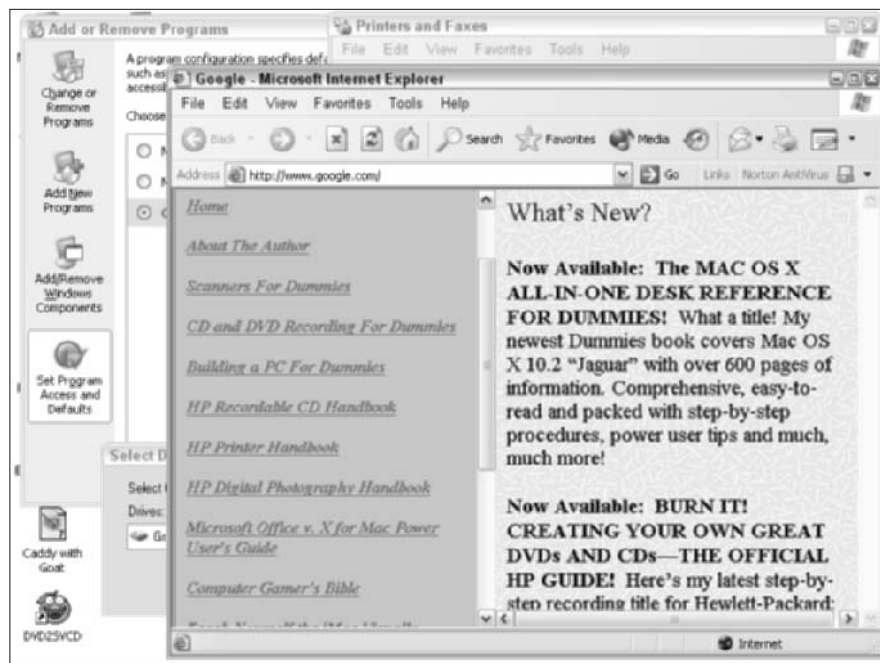 Add or Remove Programs
Printers and Faxes
File Edit View Favorites Tools Help
A program configuration specifies
such as
Choose
Change or
Remove
Programs
Add New
Programs
Add/Remove
Windows
Components
Set Program
Access and
Defaults
Google - Microsoft Internet Explorer
File Edit View Favorites Tools Help
Back Search Favorites Media
Address http://www.google.com/ Go Links Norton AntiVirus
Home
About The Author
Scanners For Dummies
CD and DVD Recording For Dummies
Building a PC For Dummies
HP Recordable CD Handbook
HP Printer Handbook
HP Digital Photography Handbook
Microsoft Office v. X for Mac Power
User's Guide
Computer Gamer's Bible
What's New?
Now Available: The MAC OS X
ALL-IN-ONE DESK REFERENCE
FOR DUMMIES! What a title! My
newest Dummies book covers Mac OS
X 10.2 “Jaguar” with over 600 pages of
information. Comprehensive, easy-to-
read and packed with step-by-step
procedures, power user tips and much,
much more!
Now Available: BURN IT!
CREATING YOUR OWN GREAT
DVDs AND CDs—THE OFFICIAL
HP GUIDE! Here's my latest step-by-
step recording title for Hewlett-Packard:
Select
Select
Drives:
Caddy with
Goat
DVD2SVCD
Internet